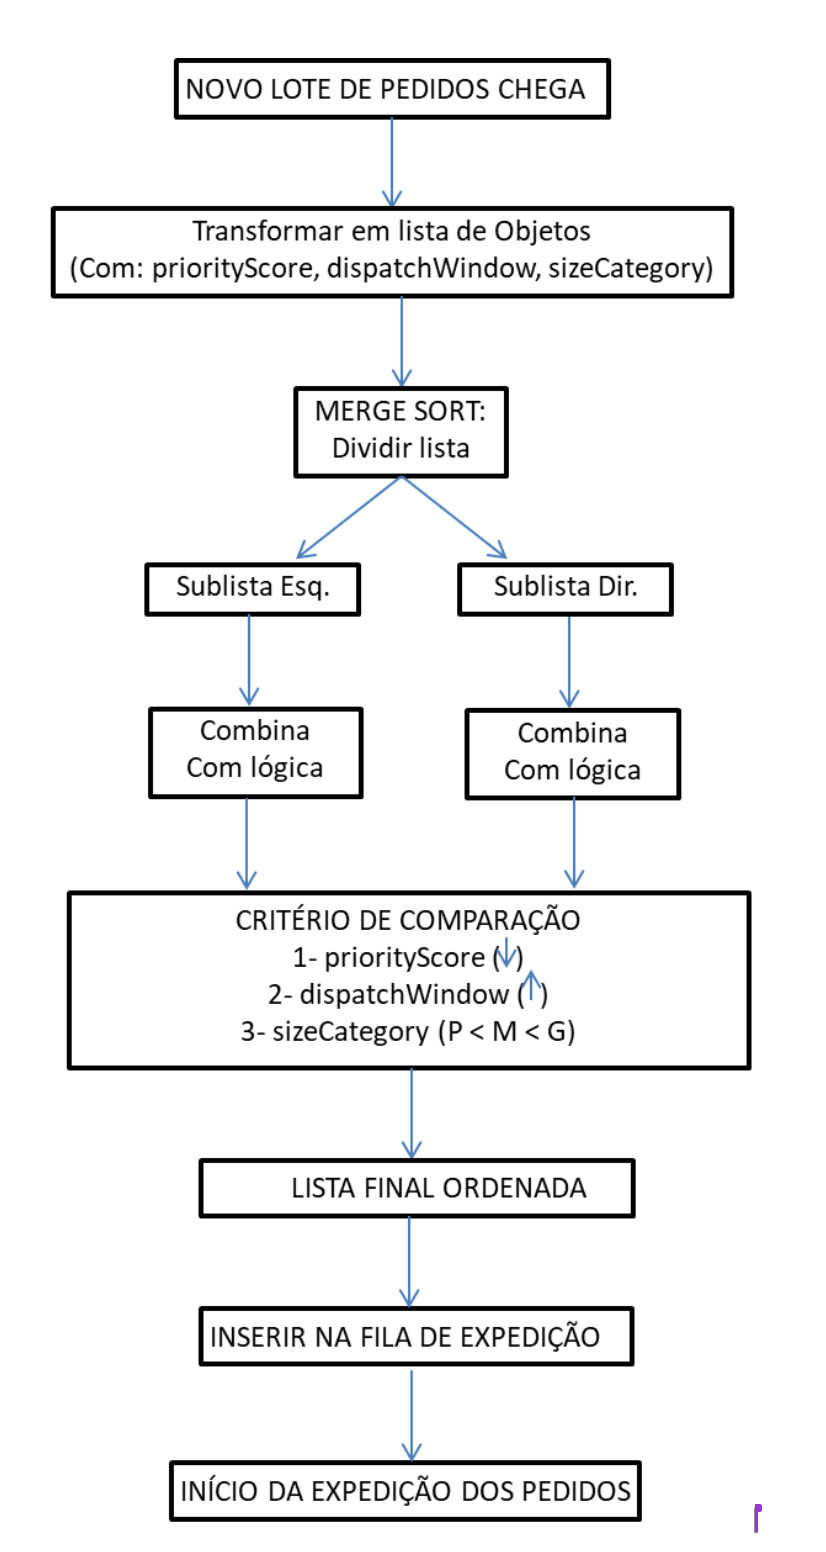 NOVO LOTE DE PEDIDOS CHEGA
Transformar em lista de Objetos
(Com: priorityScore, dispatchWindow, sizeCategory)
MERGE SORT:
Dividir lista
Sublista Esq.
Sublista Dir.
Combina
Com lógica
Combina
Com lógica
CRITÉRIO DE COMPARAÇÃO
1- priorityScore (↓)
2- dispatchWindow (↑)
3- sizeCategory (P < M < G)
LISTA FINAL ORDENADA
INSERIR NA FILA DE EXPEDIÇÃO
INÍCIO DA EXPEDIÇÃO DOS PEDIDOS